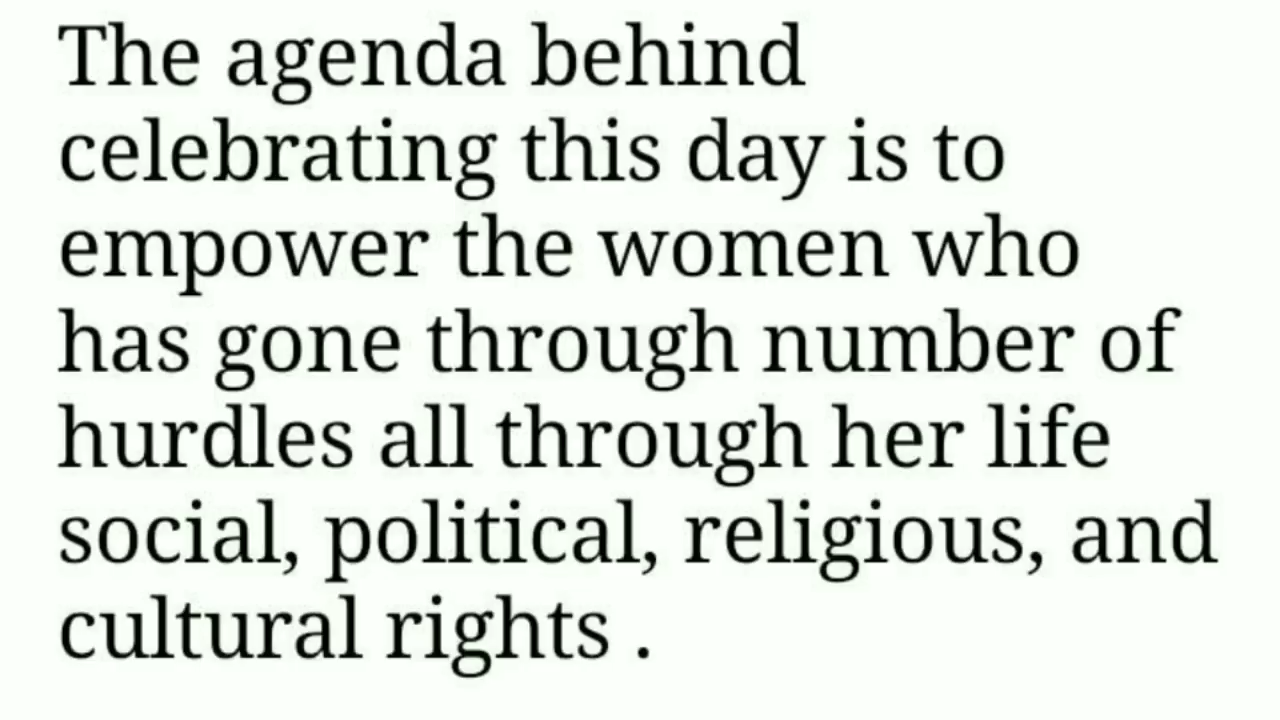 The agenda behind
celebrating this day is to
empower the women who
has gone through number of
hurdles all through her life
social, political, religious, and
cultural rights .